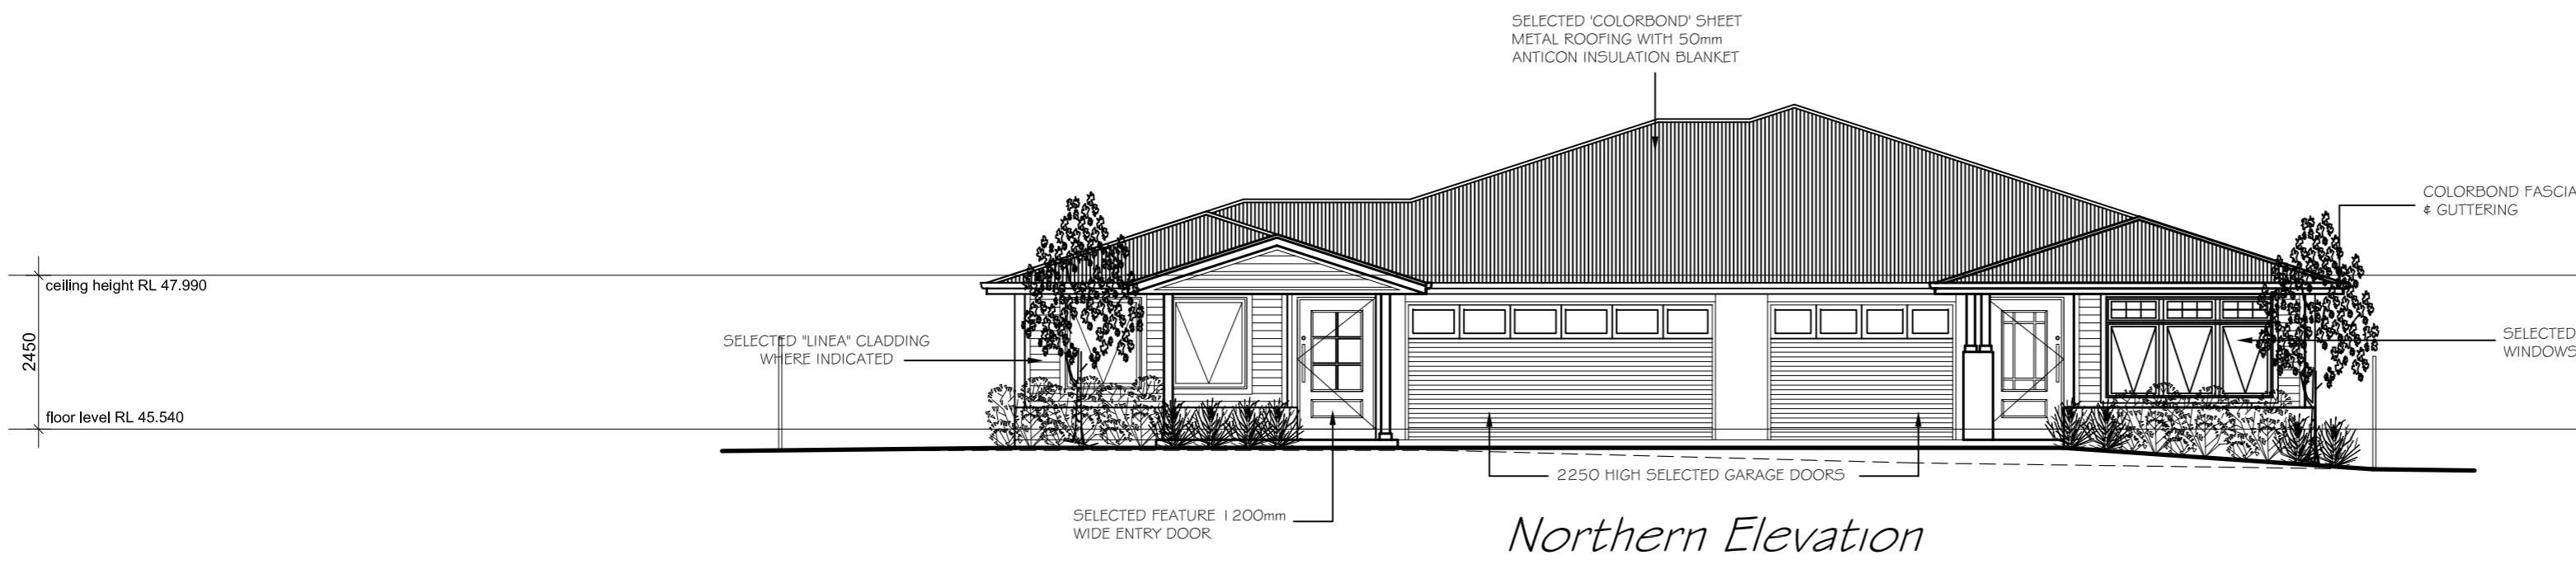 SELECTED 'COLORBOND' SHEET
METAL ROOFING WITH 50mm
ANTICON INSULATION BLANKET
COLORBOND FASCIA
& GUTTERING
ceiling height RL 47.990
2450
floor level RL 45.540
SELECTED "LINEA" CLADDING
WHERE INDICATED
SELECTED
WINDOWS
2250 HIGH SELECTED GARAGE DOORS
SELECTED FEATURE 1200mm
WIDE ENTRY DOOR
Northern Elevation